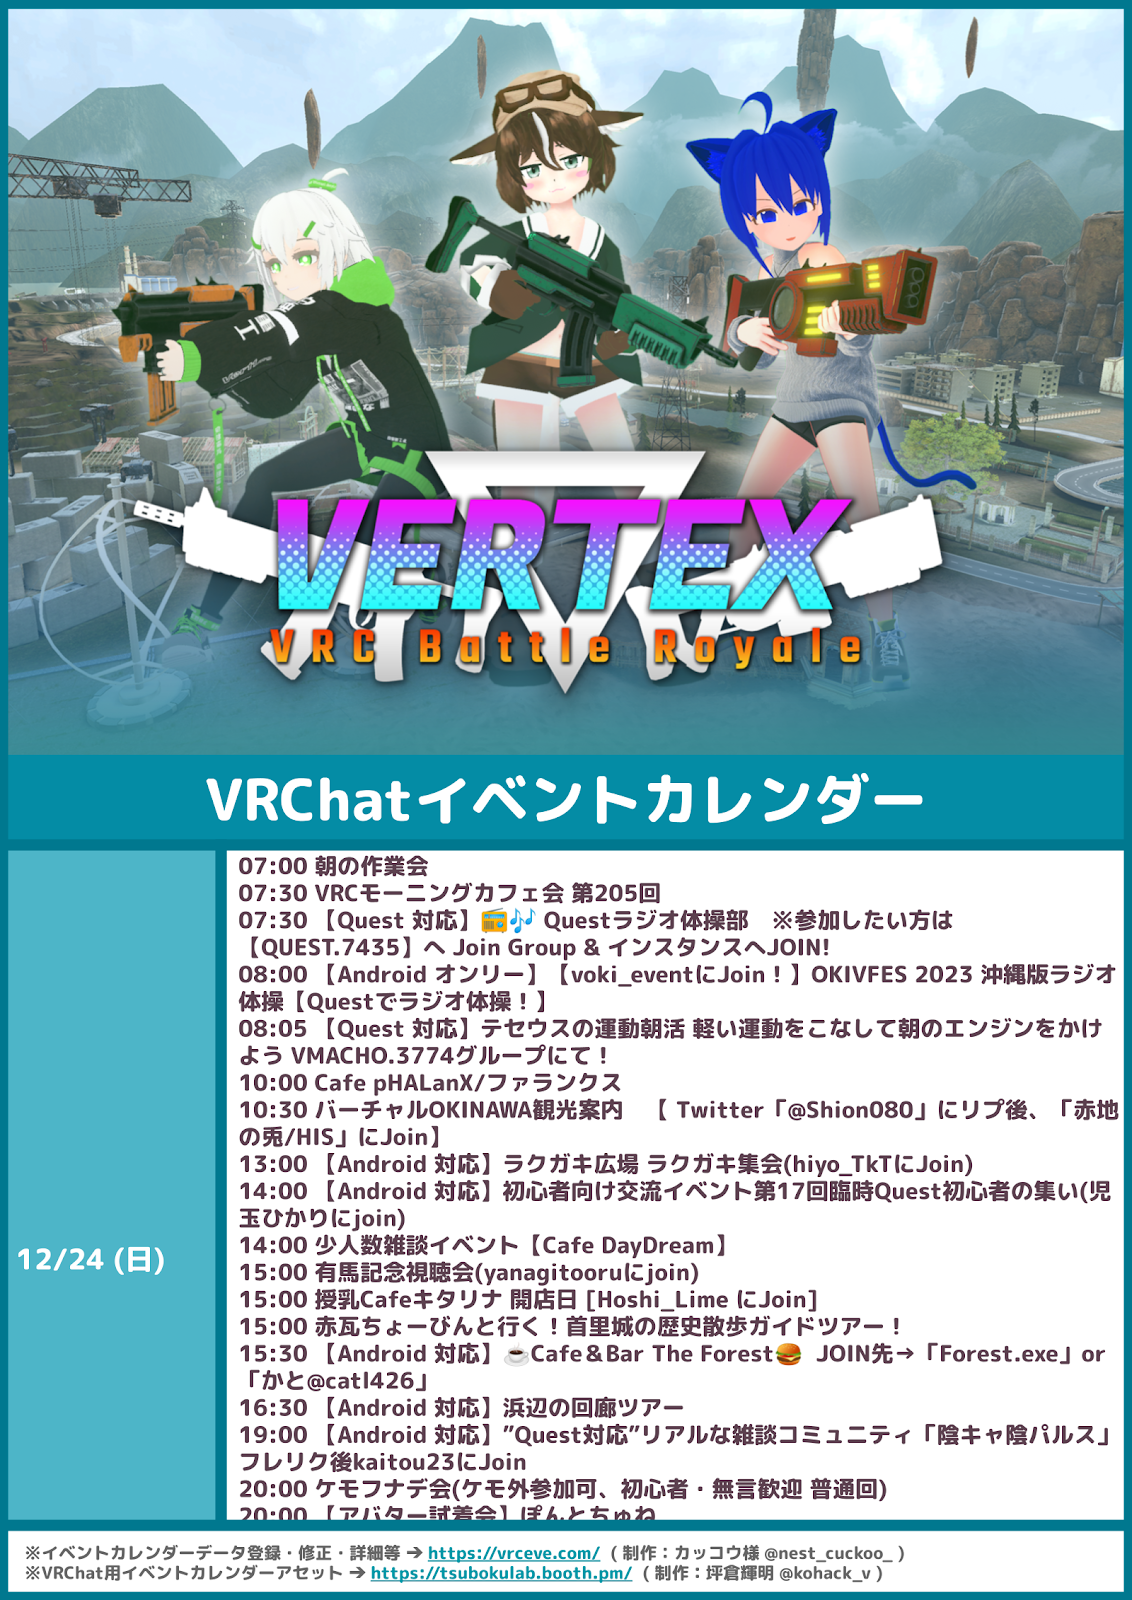 VERTEX
VRC Battle Royale
VRChatイベントカレンダー
12/24 (日)
07:00 朝の作業会
07:30 VRCモーニングカフェ会 第205回
07:30 【Quest 対応】📻🎶 Questラジオ体操部　※参加したい方は
【QUEST.7435】へ Join Group & インスタンスへJOIN!
08:00 【Android オンリー】【voki_eventにJoin！】OKIVFES 2023 沖縄版ラジオ
体操【Questでラジオ体操！】
08:05 【Quest 対応】テセウスの運動朝活 軽い運動をこなして朝のエンジンをかけ
よう VMACHO.3774グループにて！
10:00 Cafe pHALanX/ファランクス
10:30 バーチャルOKINAWA観光案内　【 Twitter「@Shion080」にリプ後、「赤地
の兎/HIS」にJoin】
13:00 【Android 対応】ラクガキ広場 ラクガキ集会(hiyo_TkTにJoin)
14:00 【Android 対応】初心者向け交流イベント第17回臨時Quest初心者の集い(児
玉ひかりにjoin)
14:00 少人数雑談イベント【Cafe DayDream】
15:00 有馬記念視聴会(yanagitooruにjoin)
15:00 授乳Cafeキタリナ 開店日 [Hoshi_Lime にJoin]
15:00 赤瓦ちょーびんと行く！首里城の歴史散歩ガイドツアー！
15:30 【Android 対応】☕Cafe＆Bar The Forest🍔 JOIN先→「Forest.exe」or
「かと@catl426」
16:30 【Android 対応】浜辺の回廊ツアー
19:00 【Android 対応】”Quest対応”リアルな雑談コミュニティ「陰キャ陰パルス」
フレリク後kaitou23にJoin
20:00 ケモフナデ会(ケモ外参加可、初心者・無言歓迎 普通回)
20:00 【アバター試着会】ぽんとちゅね
※イベントカレンダーデータ登録・修正・詳細等 ➔ https://vrceve.com/ ( 制作：カッコウ様 @nest_cuckoo_ )
※VRChat用イベントカレンダーアセット ➔ https://tsubokulab.booth.pm/ ( 制作：坪倉輝明 @kohack_v )